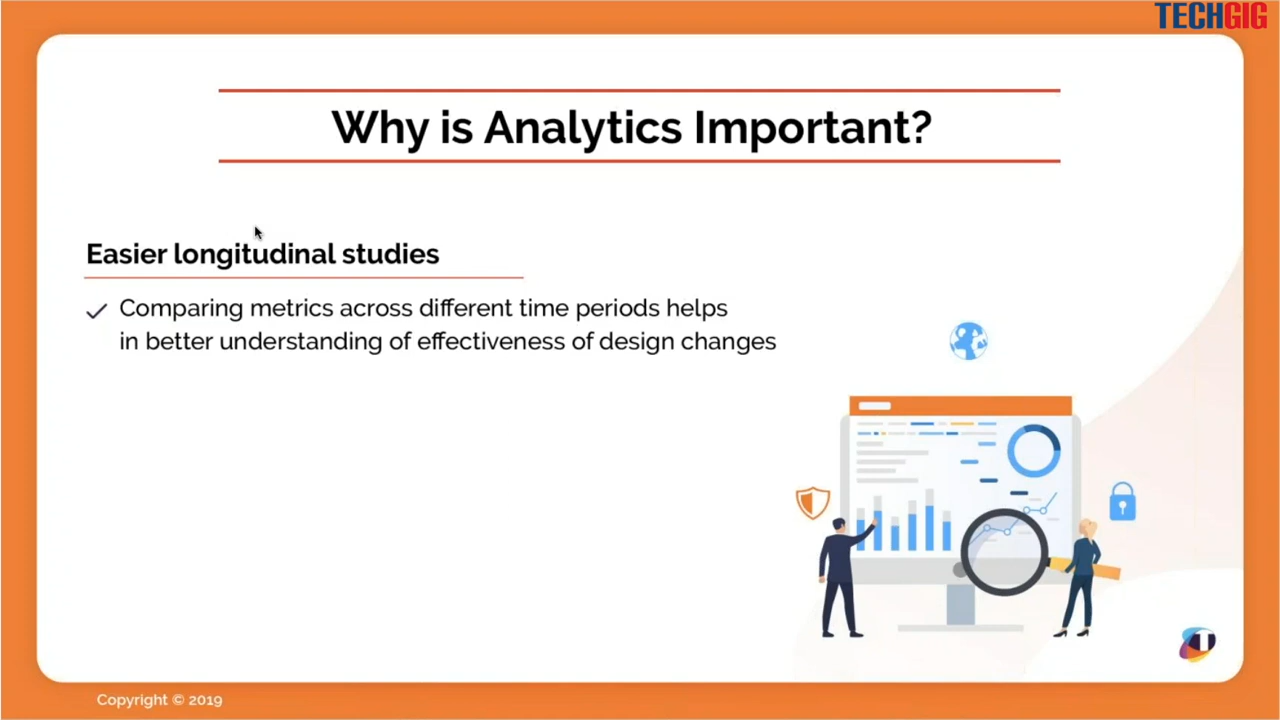 TECHGIG
Why is Analytics Important?
Easier longitudinal studies
Comparing metrics across different time periods helps
in better understanding of effectiveness of design changes
Copyright © 2019